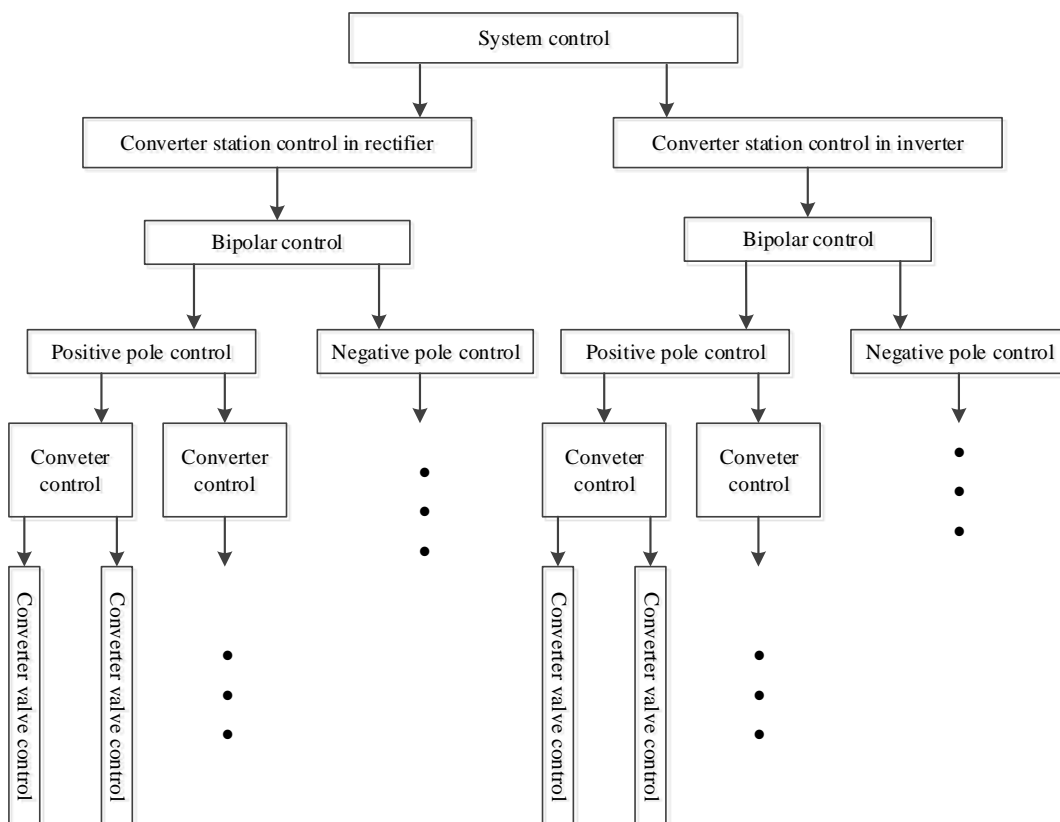 System control
Converter station control in rectifier
Converter station control in inverter
Bipolar control
Bipolar control
Positive pole control
Negative pole control
Positive pole control
Negative pole control
Conveter
control
Converter
control
Conveter
control
Converter
control
Converter valve control
Converter valve control
Converter valve control
Converter valve control